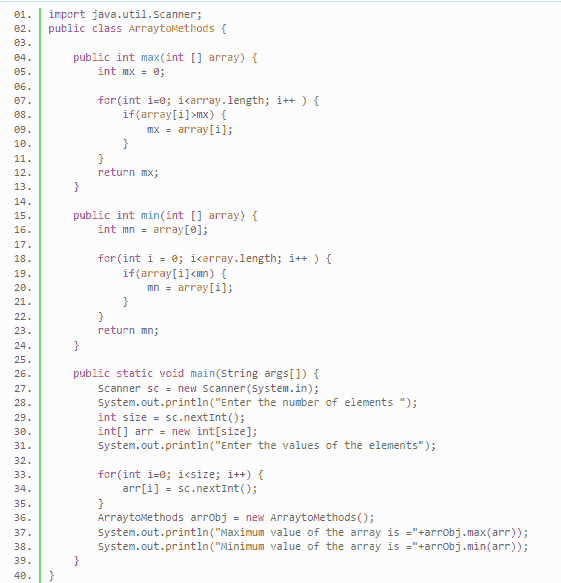 01. import java.util.Scanner;
02. public class ArraytoMethods {
03.
04. public int max(int [] array) {
05. int mx = 0;
06.
07. for(int i=0; i<array.length; i++ ) {
08. if(array[i]>mx) {
09. mx = array[i];
10. }
11. }
12. return mx;
13. }
14.
15. public int min(int [] array) {
16. int mn = array[0];
17.
18. for(int i = 0; i<array.length; i++ ) {
19. if(array[i]<mn) {
20. mn = array[i];
21. }
22. }
23. return mn;
24. }
25.
26. public static void main(String args[]) {
27. Scanner sc = new Scanner(System.in);
28. System.out.println("Enter the number of elements ");
29. int size = sc.nextInt();
30. int[] arr = new int[size];
31. System.out.println("Enter the values of the elements");
32.
33. for(int i=0; i<size; i++) {
34. arr[i] = sc.nextInt();
35. }
36. ArraytoMethods arrObj = new ArraytoMethods();
37. System.out.println("Maximum value of the array is ="+arrObj.max(arr));
38. System.out.println("Minimum value of the array is ="+arrObj.min(arr));
39. }
40. }